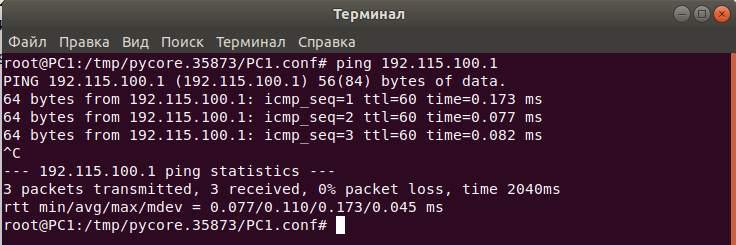 Терминал
Файл Правка Вид Поиск Терминал Справка
root@PC1:/tmp/pycore.35873/PC1.conf# ping 192.115.100.1
PING 192.115.100.1 (192.115.100.1) 56(84) bytes of data.
64 bytes from 192.115.100.1: icmp_seq=1 ttl=60 time=0.173 ms
64 bytes from 192.115.100.1: icmp_seq=2 ttl=60 time=0.077 ms
64 bytes from 192.115.100.1: icmp_seq=3 ttl=60 time=0.082 ms
^C
--- 192.115.100.1 ping statistics ---
3 packets transmitted, 3 received, 0% packet loss, time 2040ms
rtt min/avg/max/mdev = 0.077/0.110/0.173/0.045 ms
root@PC1:/tmp/pycore.35873/PC1.conf#